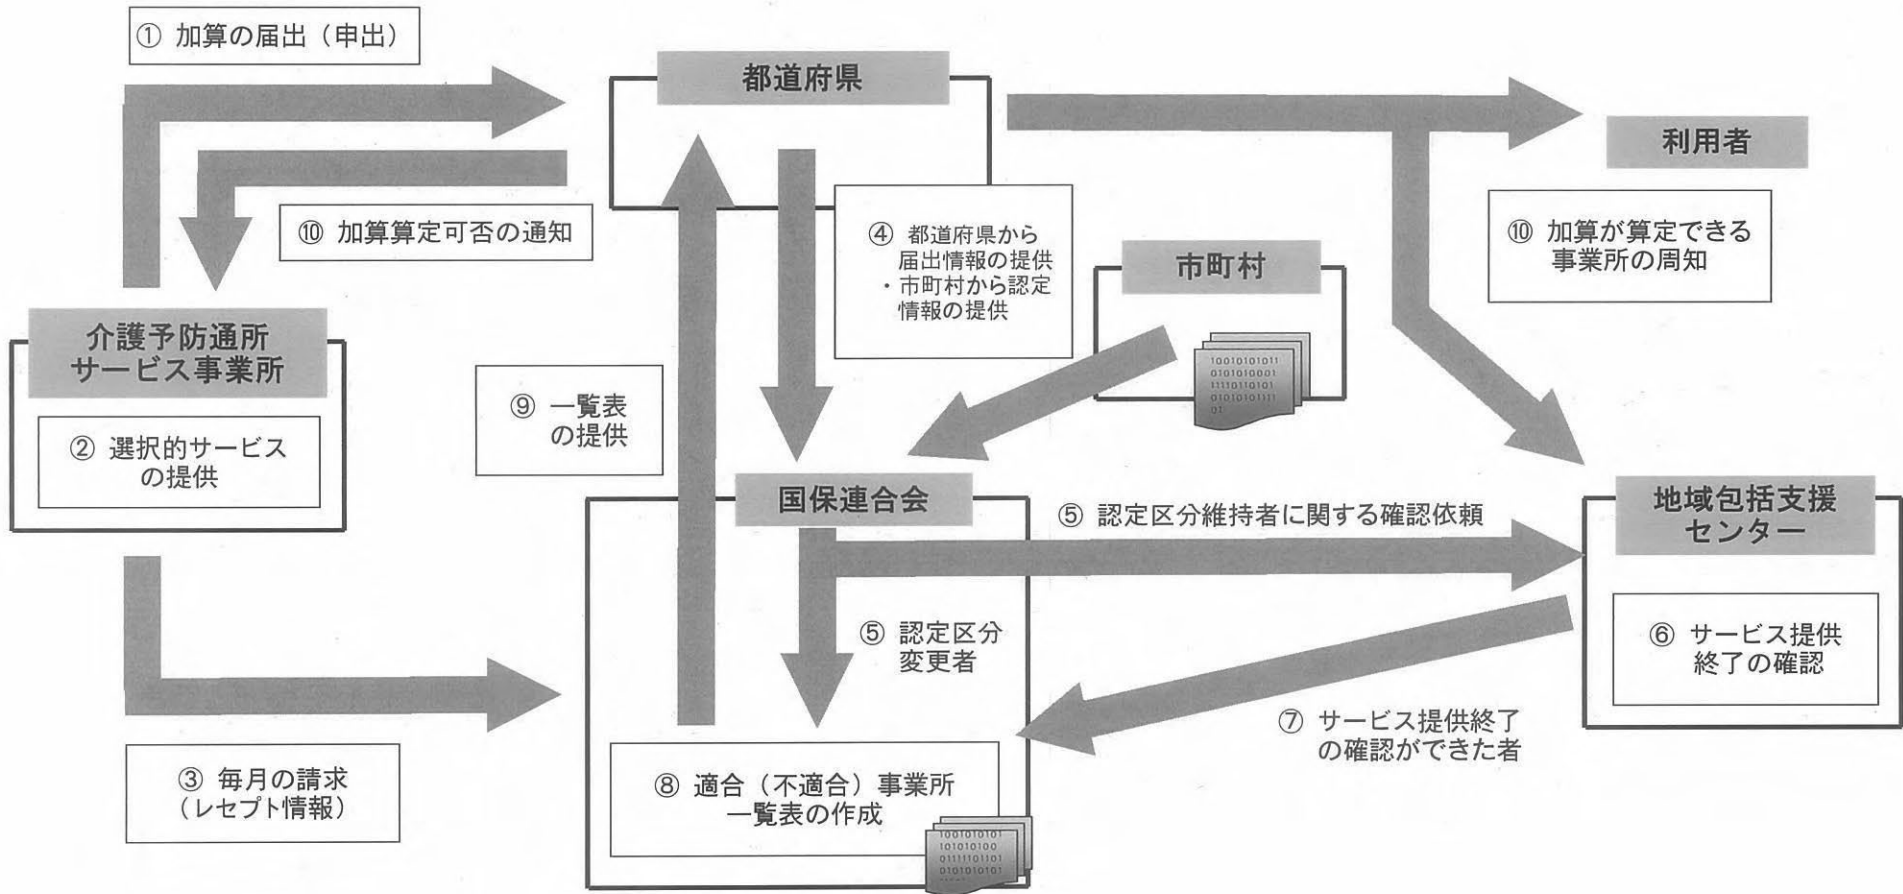 ① 加算の届出（申出）
都道府県
利用者
⑩ 加算算定可否の通知
④ 都道府県から
届出情報の提供
・市町村から認定
情報の提供
市町村
⑩ 加算が算定できる
事業所の周知
介護予防通所
サービス事業所
10010101011
0101010001
11110110101
01010101111
01
② 選択的サービス
の提供
⑨ 一覧表
の提供
国保連合会
⑤ 認定区分維持者に関する確認依頼
地域包括支援
センター
⑤ 認定区分
変更者
⑥ サービス提供
終了の確認
⑦ サービス提供終了
の確認ができた者
③ 毎月の請求
（レセプト情報）
⑧ 適合（不適合）事業所
一覧表の作成
1001010101
101010100
01111101101
0101010101